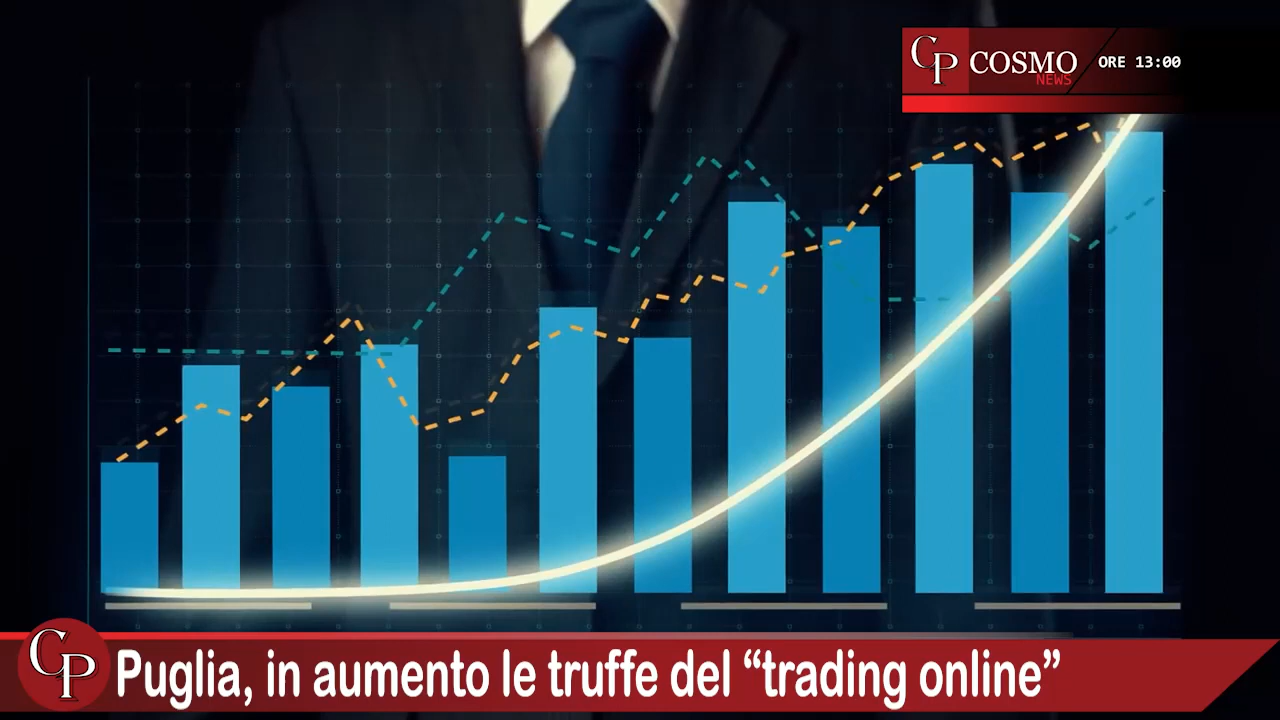 CP COSMO
NEWS
ORE 13:00
CP
Puglia, in aumento le truffe del “trading online”